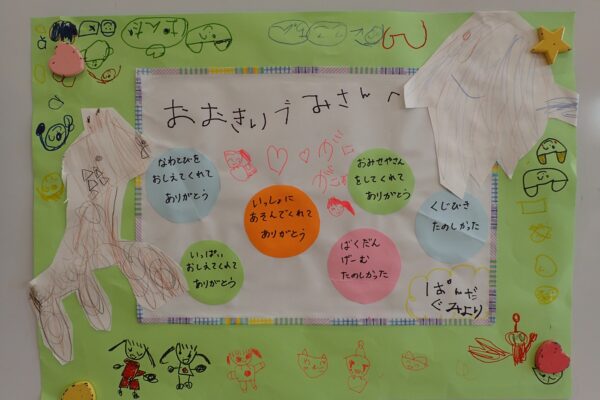 ぱんだ
おおきいづみさんへ
なわとびを
おしえてくれて
ありがとう
いっしょに
あそんでくれて
ありがとう
おみせやさん
をしてくれて
ありがとう
くじびき
たのしかった
いっぱい
おしえてくれて
ありがとう
ばくだん
げーむ
たのしかった
ぱんだ
ぐみより